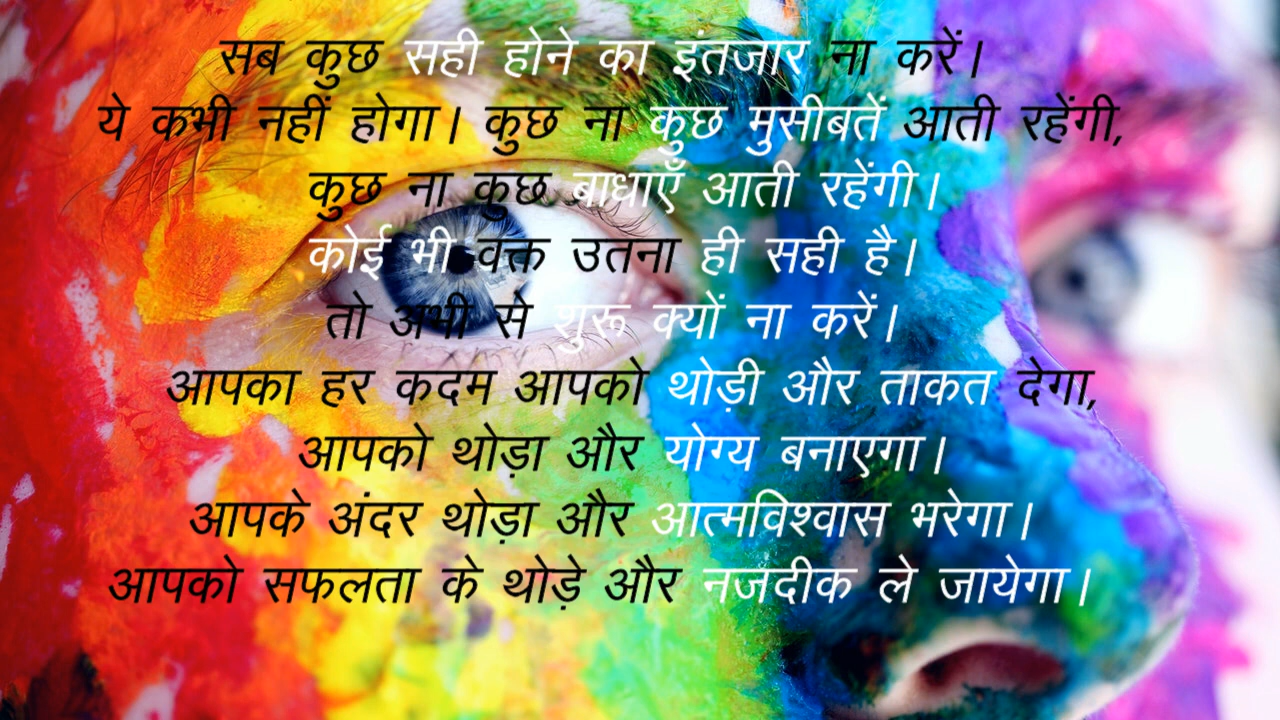 सब कुछ सही होने का इंतजार ना करें।
ये कभी नहीं होगा। कुछ ना कुछ मुसीबतें आती रहेंगी,
कुछ ना कुछ बाधाएँ आती रहेंगी।
कोई भी वक्त उतना ही सही है।
तो अभी से शुरू क्यों ना करें।
आपका हर कदम आपको थोड़ी और ताकत देगा,
आपको थोड़ा और योग्य बनाएगा।
आपके अंदर थोड़ा और आत्मविश्वास भरेगा।
आपको सफलता के थोड़े और नजदीक ले जायेगा।